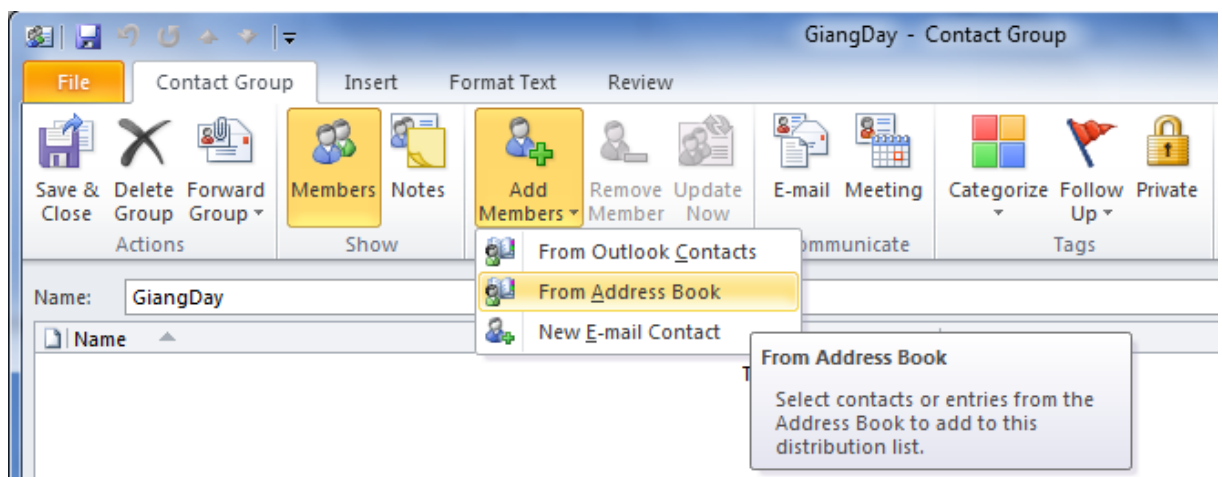 GiangDay - Contact Group
File Contact Group Insert Format Text Review
Save & Close Delete Group Forward Group Members Notes Add Members Remove Member Update Now E-mail Meeting Categorize Follow Up Private
Actions Show Tags
From Outlook Contacts
Name: GiangDay
From Address Book
Name
New E-mail Contact
From Address Book
Select contacts or entries from the
Address Book to add to this
distribution list.